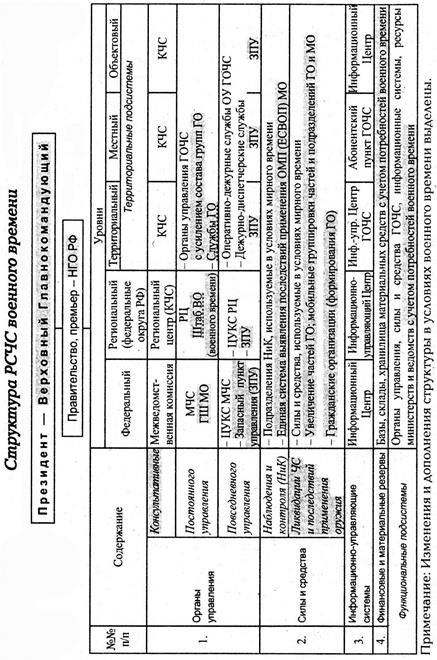 Структура РСЧС военного времени
Президент — Верховный Главнокомандующий
Правительство, премьер – НГО РФ
№№
п/п
Содержание
Уровни
Федеральный
Региональный
(федеральные
округа РФ)
Территориальный
Местный
Объектовый
Территориальные подсистемы
1.
Органы
управления
Консультативные
Межведомст-
венная комиссия
Региональный
центр (КЧС)
КЧС
КЧС
КЧС
Постоянного
управления
МЧС
ГШ МО
РЦ
Штаб ВО
(военного времени)
– Органы управления ГОЧС
с усилением состава групп ГО
Службы ГО
Повседневного
управления
– ЦУКС МЧС
Запасный пункт
управления (ЗПУ)
– ЦУКС РЦ
ЗПУ
– Оперативно-дежурные службы ОУ ГОЧС
– Дежурно-диспетчерские службы
ЗПУ
ЗПУ
ЗПУ
2.
Силы и средства
Наблюдения и
контроля (НиК)
– Подразделения НиК, используемые в условиях мирного времени
– Единая система выявления последствий применения ОМП (ЕСВОП) МО
Ликвидации ЧС
и последствий
применения
оружия
– Силы и средства, используемые в условиях мирного времени
– Увеличение частей ГО; мобильные группировки частей и подразделений ГО и МО
– Гражданские организации (формирования ГО)
3.
Информационно-управляющие
системы
Информационный
Центр
Информационно-
управляющий Центр
Инф.-упр. Центр
ГОЧС
Абонентский
пункт ГОЧС
Информационный
Центр
4.
Финансовые и материальные резервы
Базы, склады, хранилища материальных средств с учетом потребностей военного времени
Функциональные подсистемы
Органы управления, силы и средства ГОЧС, информационные системы, ресурсы
министерств и ведомств с учетом потребностей военного времени
Примечание: Изменения и дополнения структуры в условиях военного времени выделены.